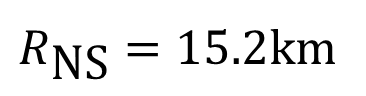 R_NS = 15.2km